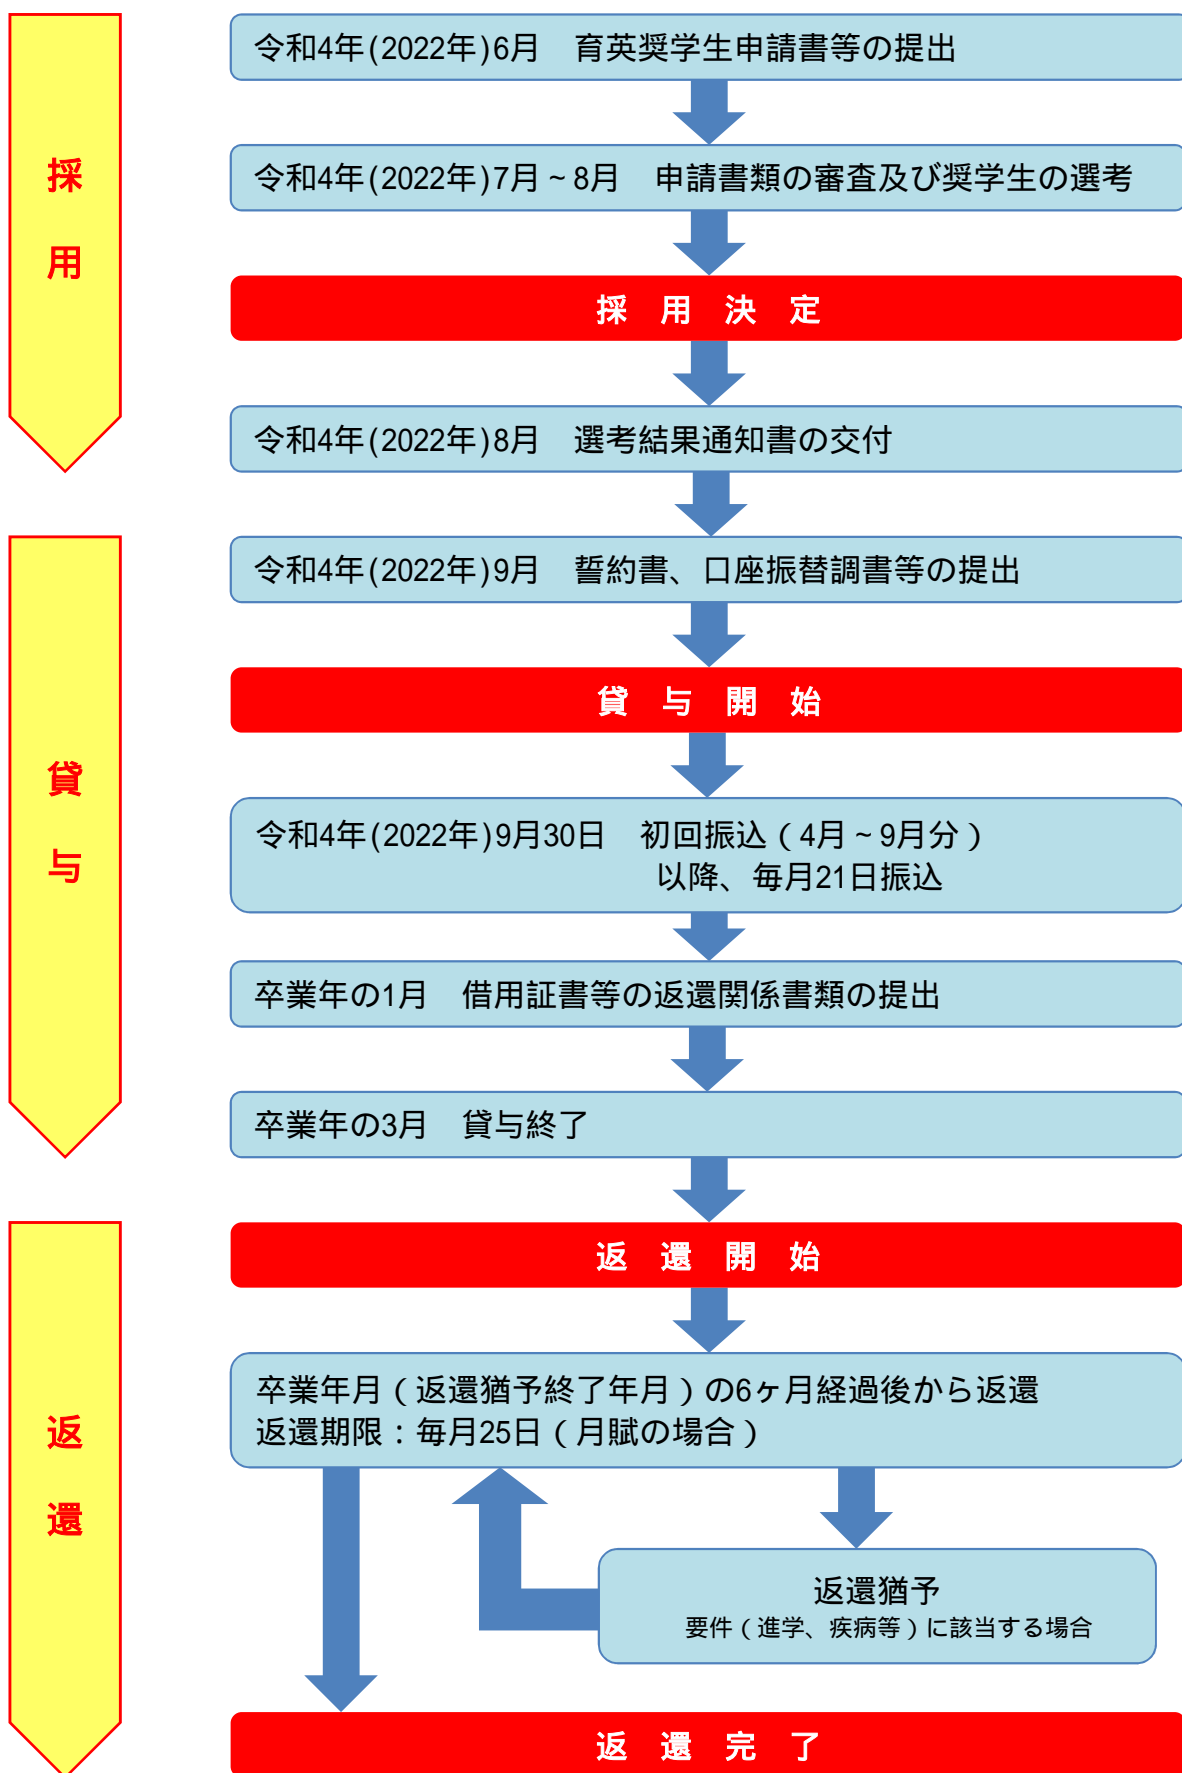 採用
令和4年(2022年)6月　育英奨学生申請書等の提出
令和4年(2022年)7月～8月　申請書類の審査及び奨学生の選考
採　用　決　定
令和4年(2022年)8月　選考結果通知書の交付
貸与
令和4年(2022年)9月　誓約書、口座振替調書等の提出
貸　与　開　始
令和4年(2022年)9月30日　初回振込（4月～9月分）
以降、毎月21日振込
卒業年の1月　借用証書等の返還関係書類の提出
卒業年の3月　貸与終了
返還
返　還　開　始
卒業年月（返還猶予終了年月）の6ヶ月経過後から返還
返還期限：毎月25日（月賦の場合）
返還猶予
要件（進学、疾病等）に該当する場合
返　還　完　了